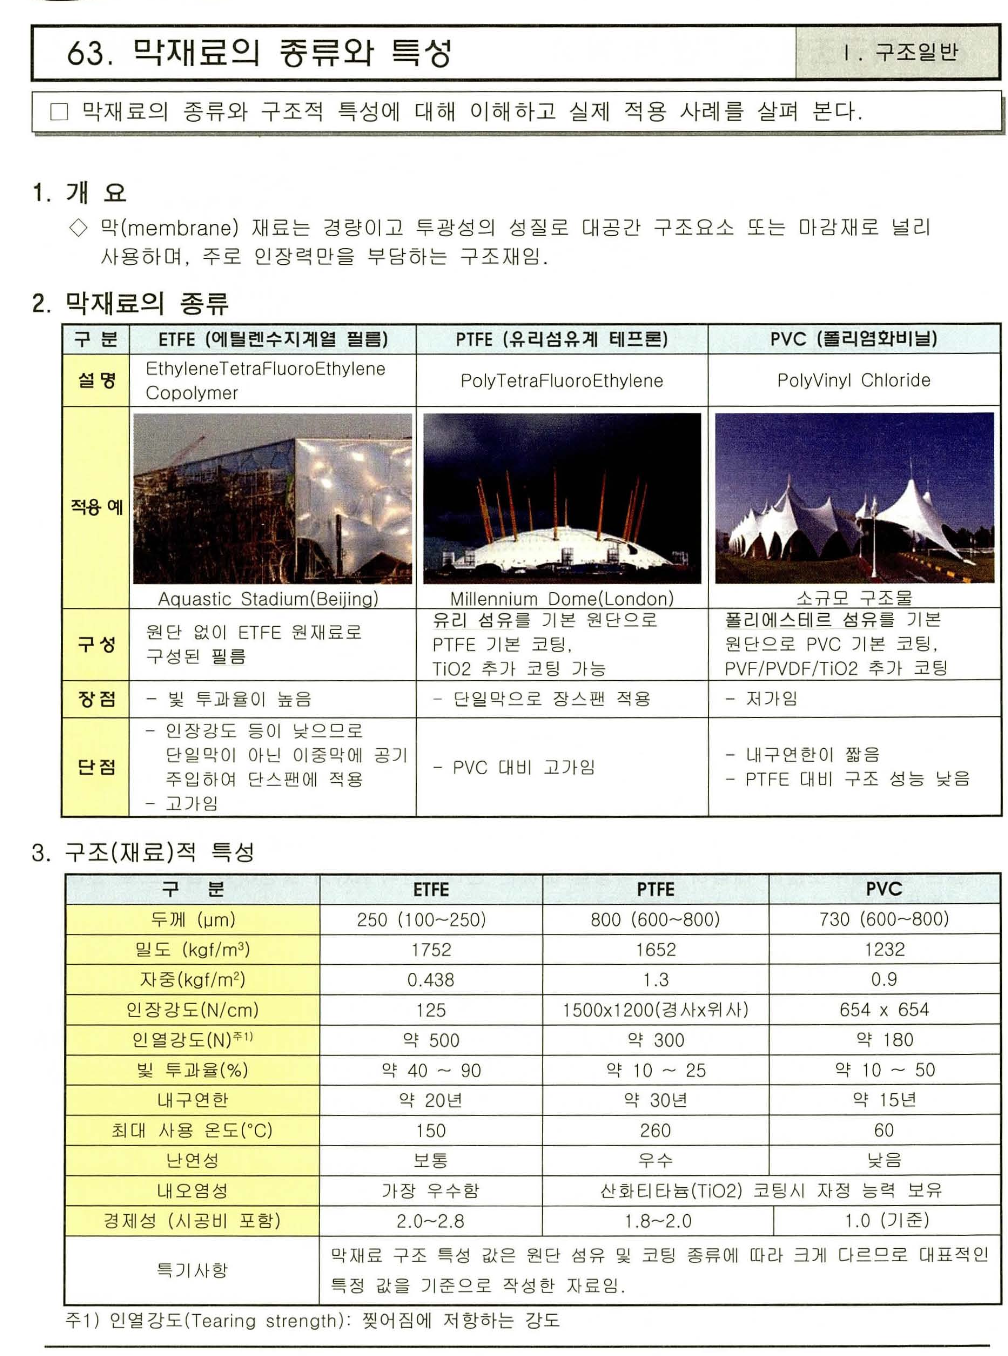 63. 막재료의 종류와 특성
Ⅰ. 구조일반
□ 막재료의 종류와 구조적 특성에 대해 이해하고 실제 적용 사례를 살펴 본다.
1. 개 요
◇ 막(membrane) 재료는 경량이고 투광성의 성질로 대공간 구조요소 또는 마감재로 널리
사용하며, 주로 인장력만을 부담하는 구조재임.
2. 막재료의 종류
구 분 ETFE (에틸렌수지계열 필름) PTFE (유리섬유계 테프론) PVC (폴리염화비닐)
설 명 EthyleneTetraFluoroEthylene
Copolymer PolyTetraFluoroEthylene PolyVinyl Chloride
적용 예
Aquastic Stadium(Beijing) Millennium Dome(London) 소규모 구조물
구 성
원단 없이 ETFE 원재료로
구성된 필름
유리 섬유를 기본 원단으로
PTFE 기본 코팅,
TiO2 추가 코팅 가능
폴리에스테르 섬유를 기본
원단으로 PVC 기본 코팅,
PVF/PVDF/TiO2 추가 코팅
장 점 - 빛 투과율이 높음 - 단일막으로 장스팬 적용 - 저가임
단 점
- 인장강도 등이 낮으므로
단일막이 아닌 이중막에 공기
주입하여 단스팬에 적용
- 고가임
- PVC 대비 고가임
- 내구연한이 짧음
- PTFE 대비 구조 성능 낮음
3. 구조(재료)적 특성
구 분 ETFE PTFE PVC
두께 (μm) 250 (100~250) 800 (600~800) 730 (600~800)
밀도 (kgf/m³) 1752 1652 1232
자중(kgf/m²) 0.438 1.3 0.9
인장강도(N/cm) 125 1500x1200(경사x위사) 654 x 654
인열강도(N)주1) 약 500 약 300 약 180
빛 투과율(%) 약 40 ~ 90 약 10 ~ 25 약 10 ~ 50
내구연한 약 20년 약 30년 약 15년
최대 사용 온도(°C) 150 260 60
난연성 보통 우수 낮음
내오염성 가장 우수함 산화티타늄(TiO2) 코팅시 자정 능력 보유
경제성 (시공비 포함) 2.0~2.8 1.8~2.0 1.0 (기준)
특기사항
막재료 구조 특성 값은 원단 섬유 및 코팅 종류에 따라 크게 다르므로 대표적인
특정 값을 기준으로 작성한 자료임.
주1) 인열강도(Tearing strength): 찢어짐에 저항하는 강도